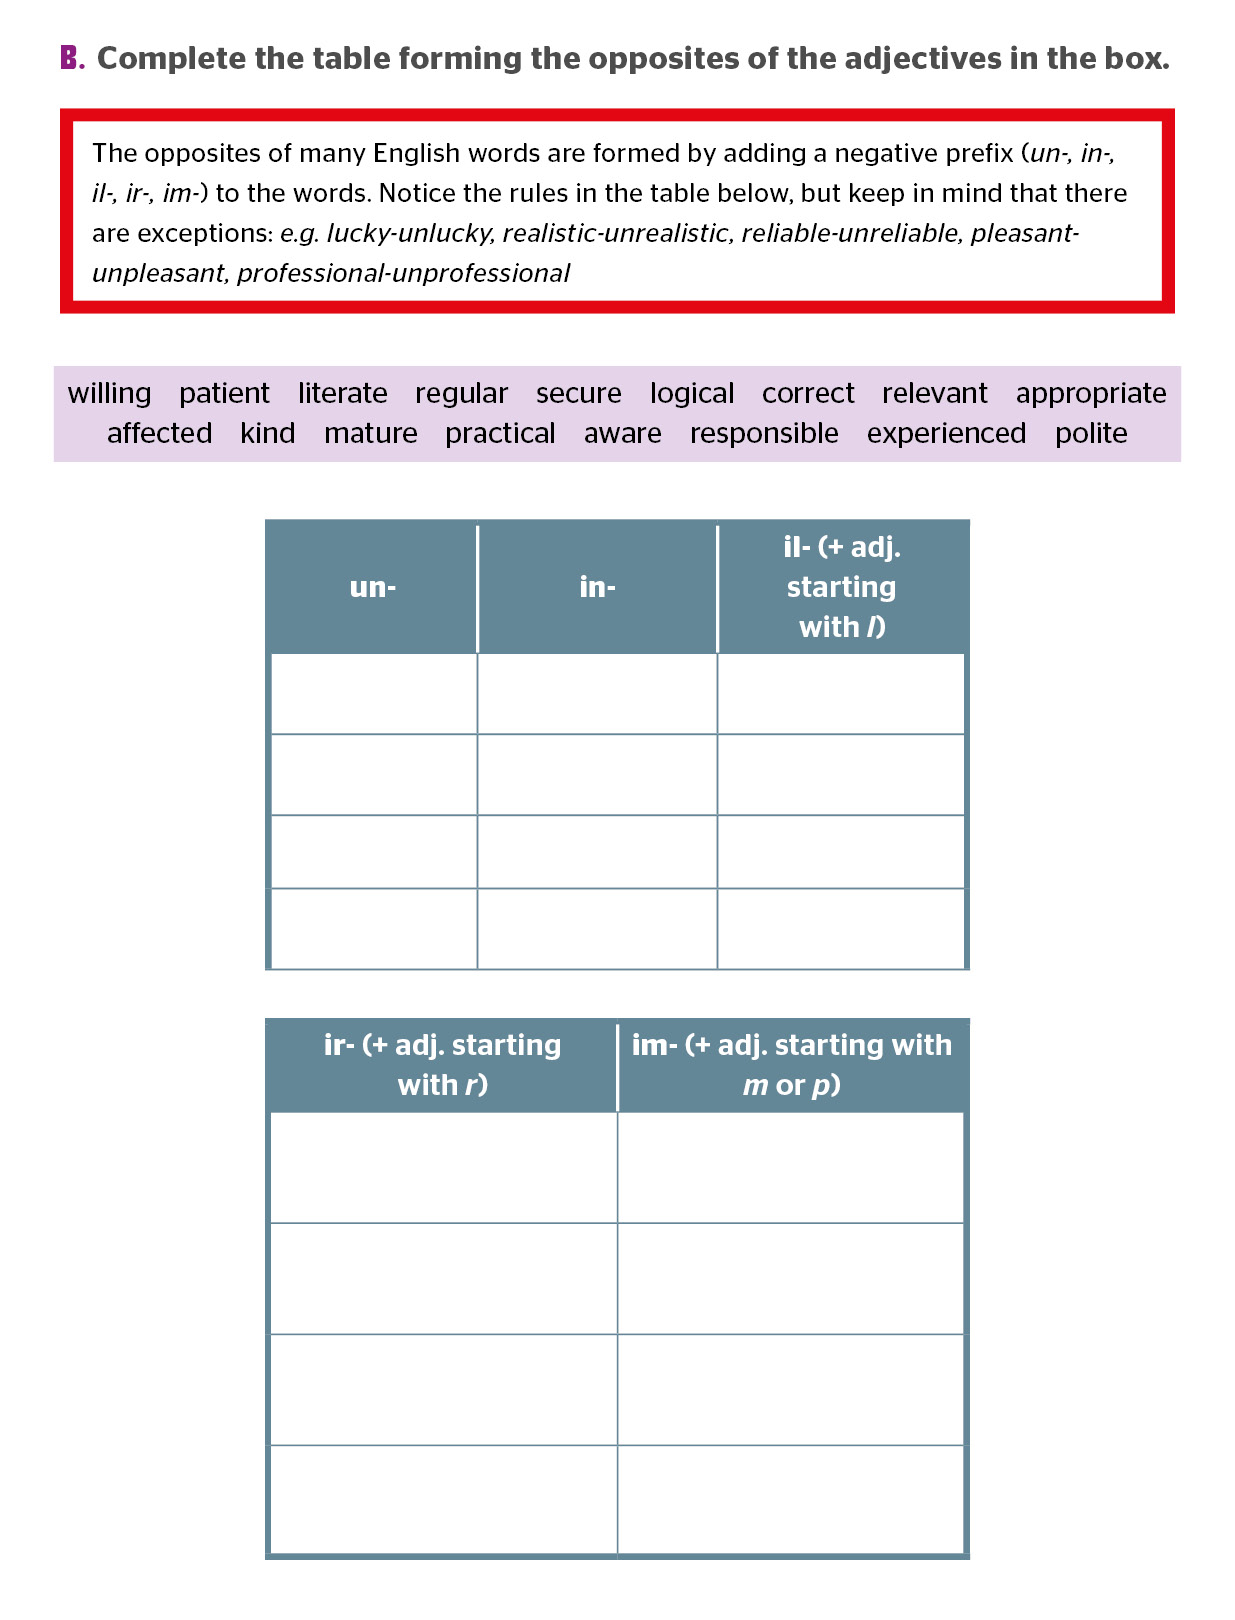 B. Complete the table forming the opposites of the adjectives in the box.
The opposites of many English words are formed by adding a negative prefix (un-, in-,
il-, ir-, im-) to the words. Notice the rules in the table below, but keep in mind that there
are exceptions: e.g. lucky-unlucky, realistic-unrealistic, reliable-unreliable, pleasant-
unpleasant, professional-unprofessional
willing patient literate regular secure logical correct relevant appropriate
affected kind mature practical aware responsible experienced polite
un-
in-
il- (+ adj.
starting
with l)
ir- (+ adj. starting
with r)
im- (+ adj. starting with
m or p)